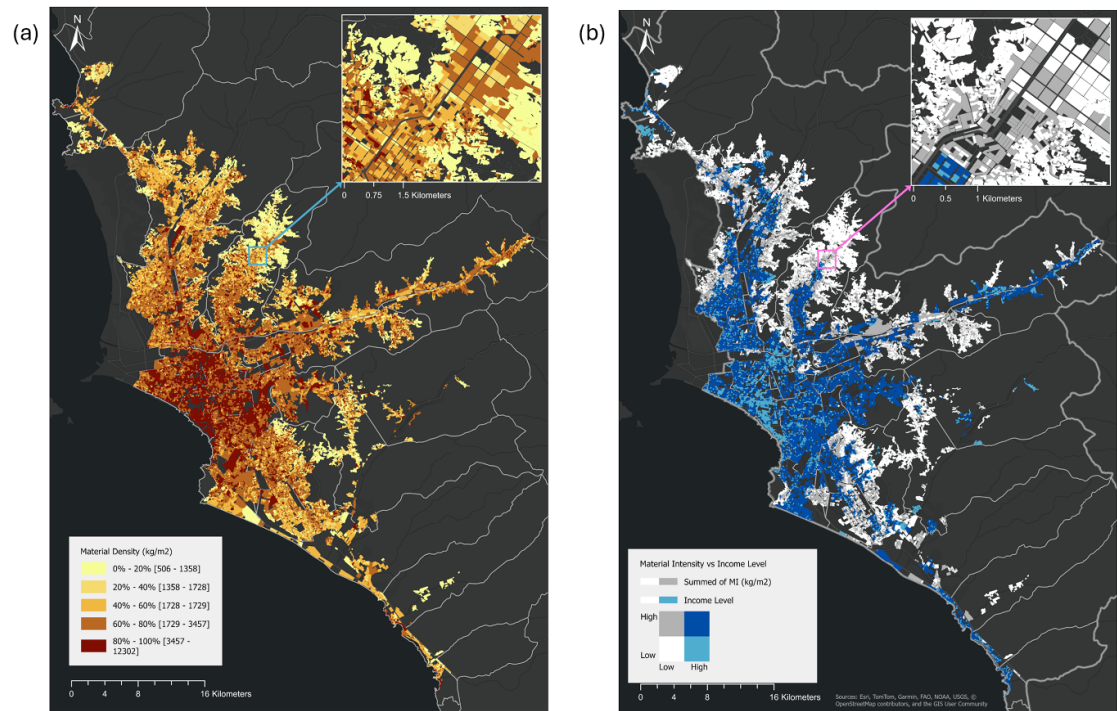 (a)
N
0 0.75 1.5 Kilometers
Material Density (kg/m2)
0% - 20% [506 - 1358]
20% - 40% [1358 - 1728]
40% - 60% [1728 - 1729]
60% - 80% [1729 - 3457]
80% - 100% [3457 -
12302]
0 4 8 16 Kilometers
(b)
N
0 0.5 1 Kilometers
Material Intensity vs Income Level
Summed of MI (kg/m2)
Income Level
High
Low
Low High
0 4 8 16 Kilometers
Sources: Esri, TomTom, Garmin, FAO, NOAA, USGS, ©
OpenStreetMap contributors, and the GIS User Community